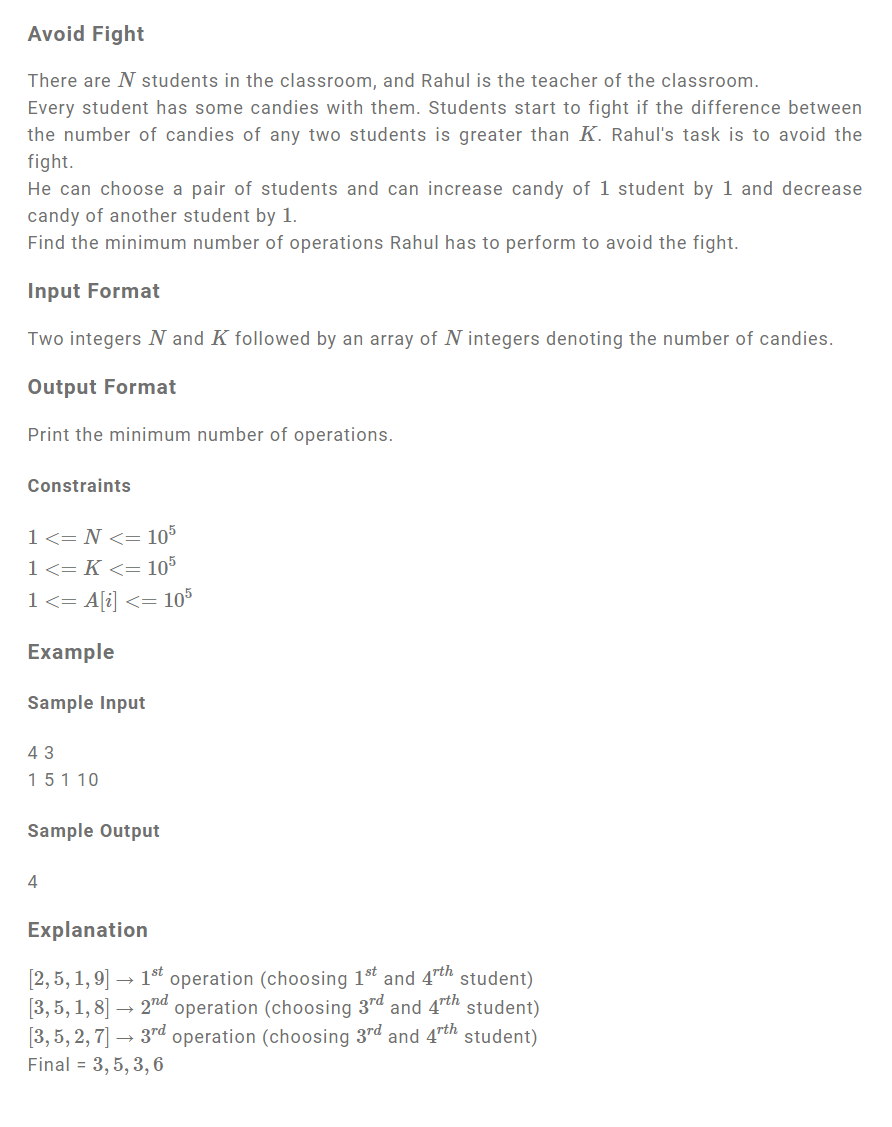 Avoid Fight
There are N students in the classroom, and Rahul is the teacher of the classroom.
Every student has some candies with them. Students start to fight if the difference between
the number of candies of any two students is greater than K. Rahul's task is to avoid the
fight.
He can choose a pair of students and can increase candy of 1 student by 1 and decrease
candy of another student by 1.
Find the minimum number of operations Rahul has to perform to avoid the fight.
Input Format
Two integers N and K followed by an array of N integers denoting the number of candies.
Output Format
Print the minimum number of operations.
Constraints
1 <= N <= 10^5
1 <= K <= 10^5
1 <= A[i] <= 10^5
Example
Sample Input
4 3
1 5 1 10
Sample Output
4
Explanation
[2, 5, 1, 9] → 1^st operation (choosing 1^st and 4^rth student)
[3, 5, 1, 8] → 2^nd operation (choosing 3^rd and 4^rth student)
[3, 5, 2, 7] → 3^rd operation (choosing 3^rd and 4^rth student)
Final = 3, 5, 3, 6